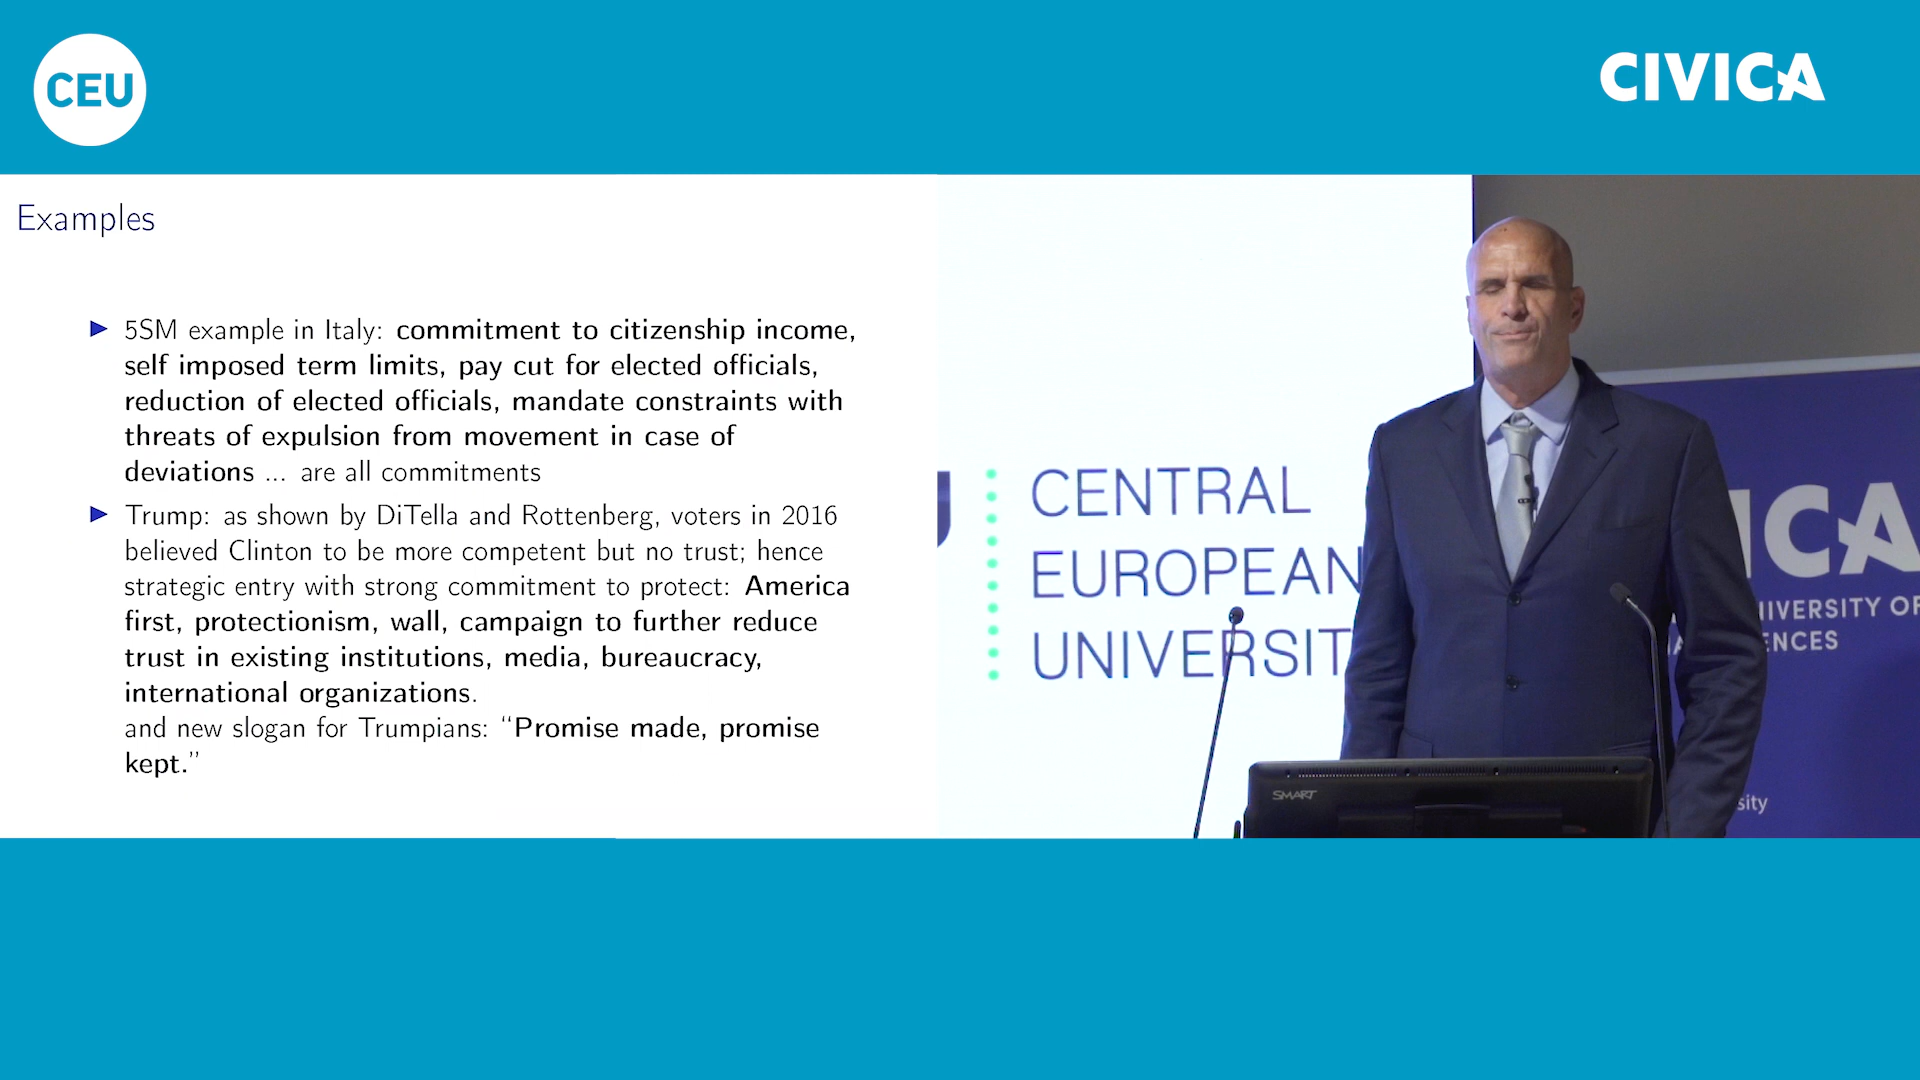 CEU
CIVICA
Examples
5SM example in Italy: commitment to citizenship income,
self imposed term limits, pay cut for elected officials,
reduction of elected officials, mandate constraints with
threats of expulsion from movement in case of
deviations ... are all commitments
Trump: as shown by DiTella and Rottenberg, voters in 2016
believed Clinton to be more competent but no trust; hence
strategic entry with strong commitment to protect: America
first, protectionism, wall, campaign to further reduce
trust in existing institutions, media, bureaucracy,
international organizations.
and new slogan for Trumpians: “Promise made, promise
kept.”
CENTRAL
EUROPEAN
UNIVERSIT
ICA
IVERSITY OF
ENCES
sity
SMART